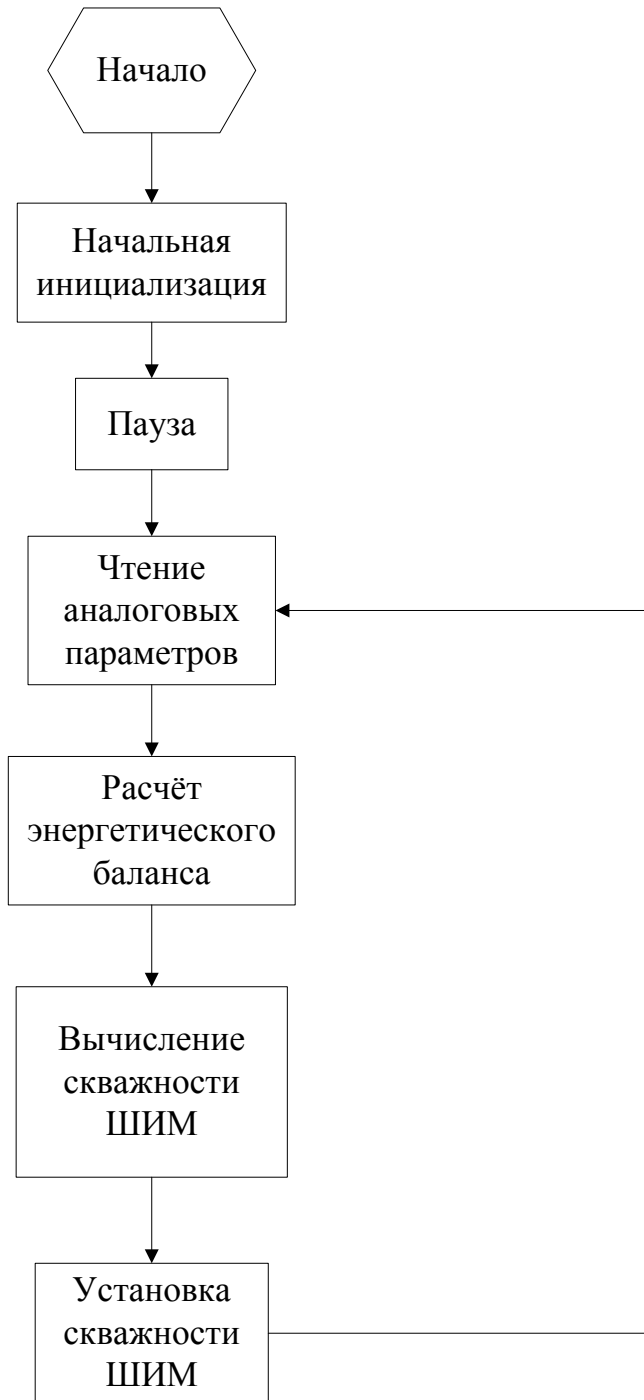 Начало
Начальная
инициализация
Пауза
Чтение
аналоговых
параметров
Расчёт
энергетического
баланса
Вычисление
скважности
ШИМ
Установка
скважности
ШИМ